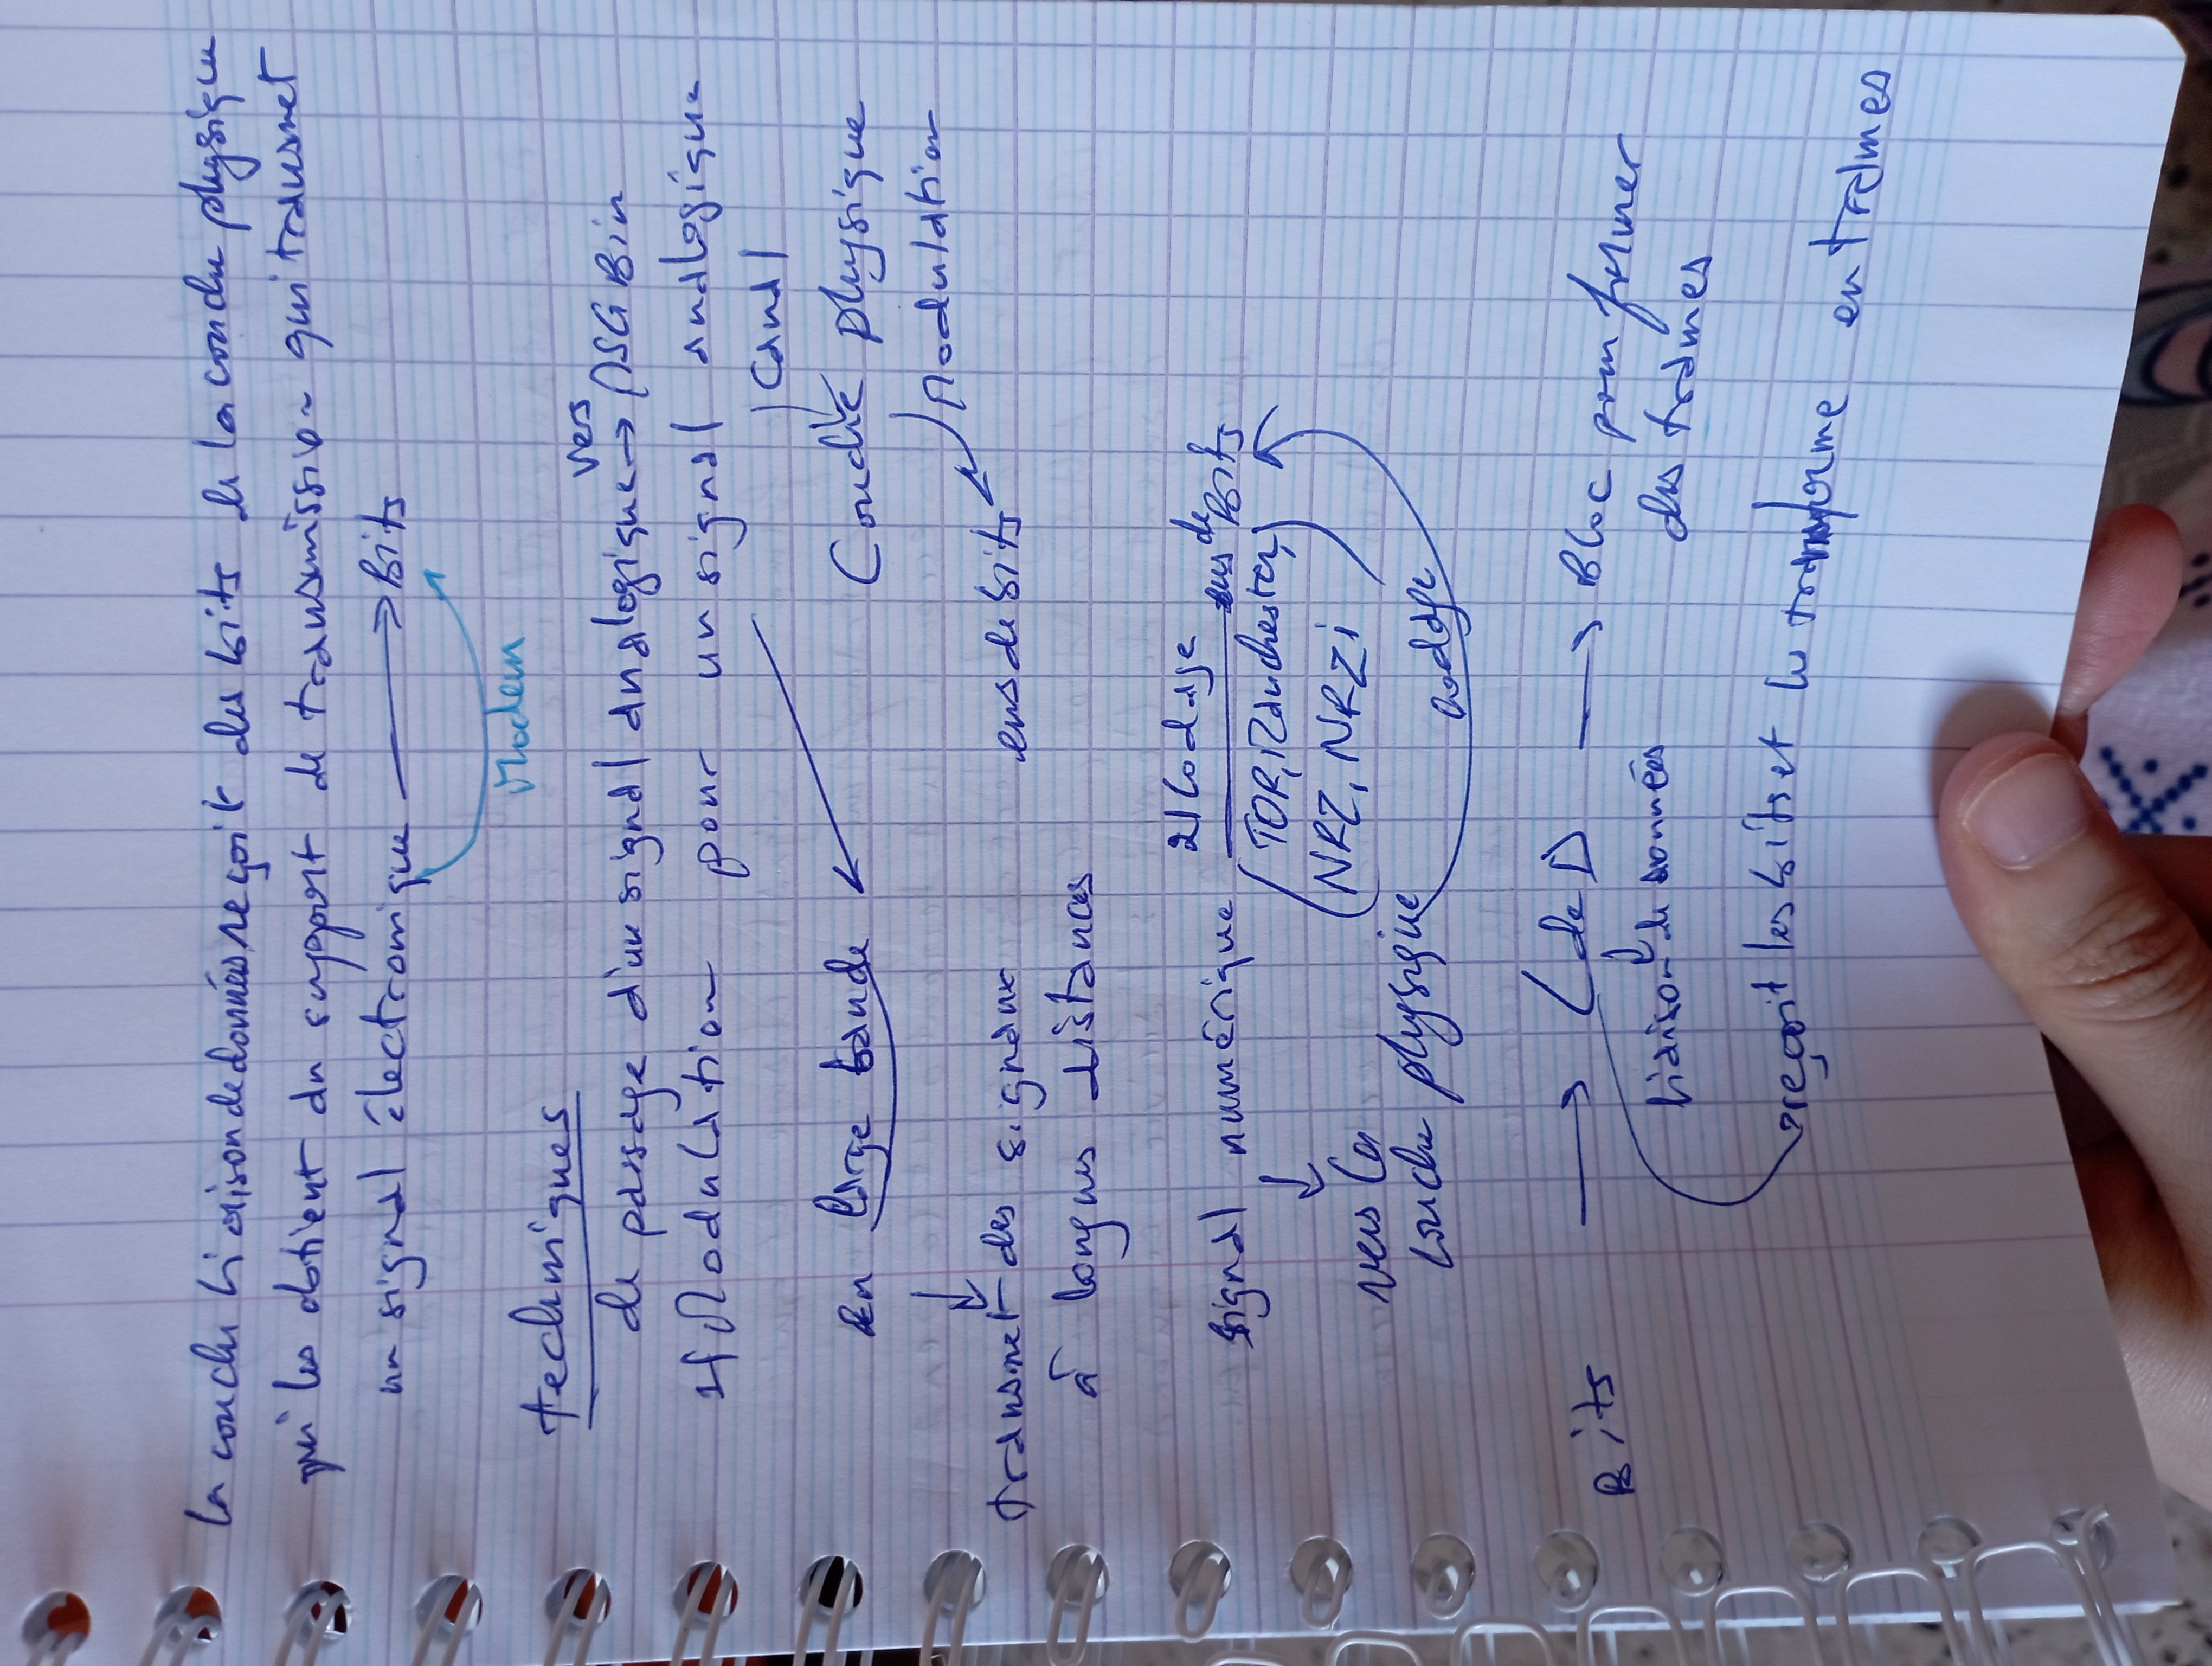 la couche liaison de données reçoit des bits de la couche physique
qui les obtient du support de transmission qui transmet
un signal électronique → Bits
Modem
techniques
de passage d'un signal analogique vers → MSG Bin
1/ Modulation pour un signal analogique
canal
en large bande
Couche physique
Modulation
transmet des signaux
ens de bits
à longues distances
2/ Codage
signal numérique ens de Bits
(TOR, Manchester,
NRZ, NRZi)
vers la
couche physique
codage
Bits → L de D → Bloc pour former
liaison de données
des trames
reçoit les bits et les transforme en trames